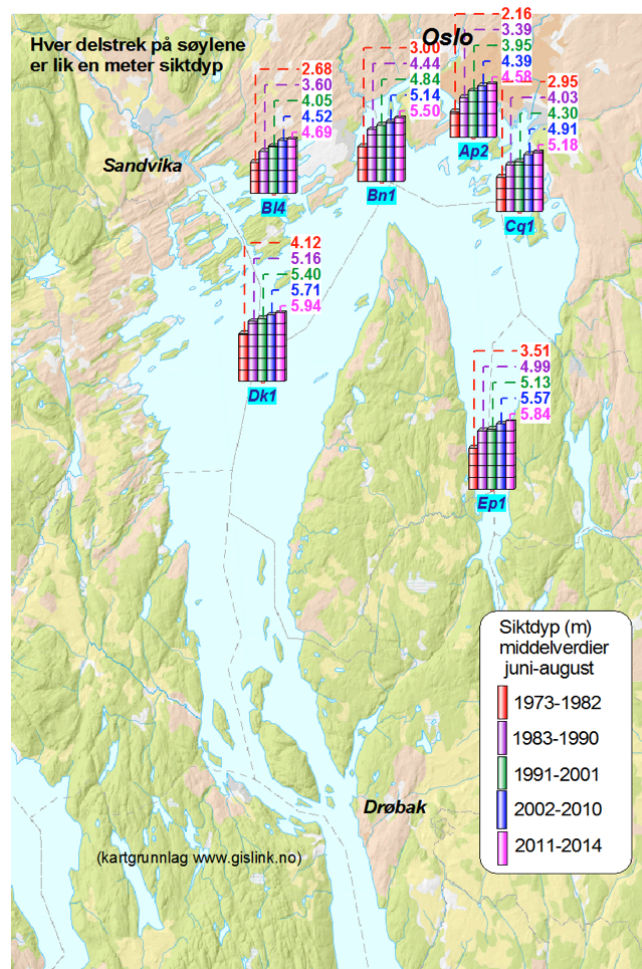 Hver delstrek på søylene
er lik en meter siktdyp
Oslo
2.16
3.39
3.95
4.39
4.58
Ap2
3.00
4.44
4.84
5.14
5.50
Bn1
2.68
3.60
4.05
4.52
4.69
Bl4
2.95
4.03
4.30
4.91
5.18
Cq1
Sandvika
4.12
5.16
5.40
5.71
5.94
Dk1
3.51
4.99
5.13
5.57
5.84
Ep1
Siktdyp (m)
middelverdier
juni-august
1973-1982
1983-1990
1991-2001
2002-2010
2011-2014
Drøbak
(kartgrunnlag www.gislink.no)